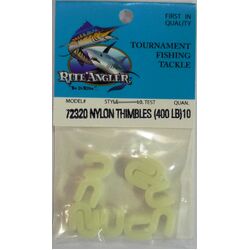 FIRST IN
QUALITY
TOURNAMENT
FISHING
TACKLE
RITE ANGLER
MODEL# STYLE LB. TEST QUAN.
72320 NYLON THIMBLES (400 LB)10